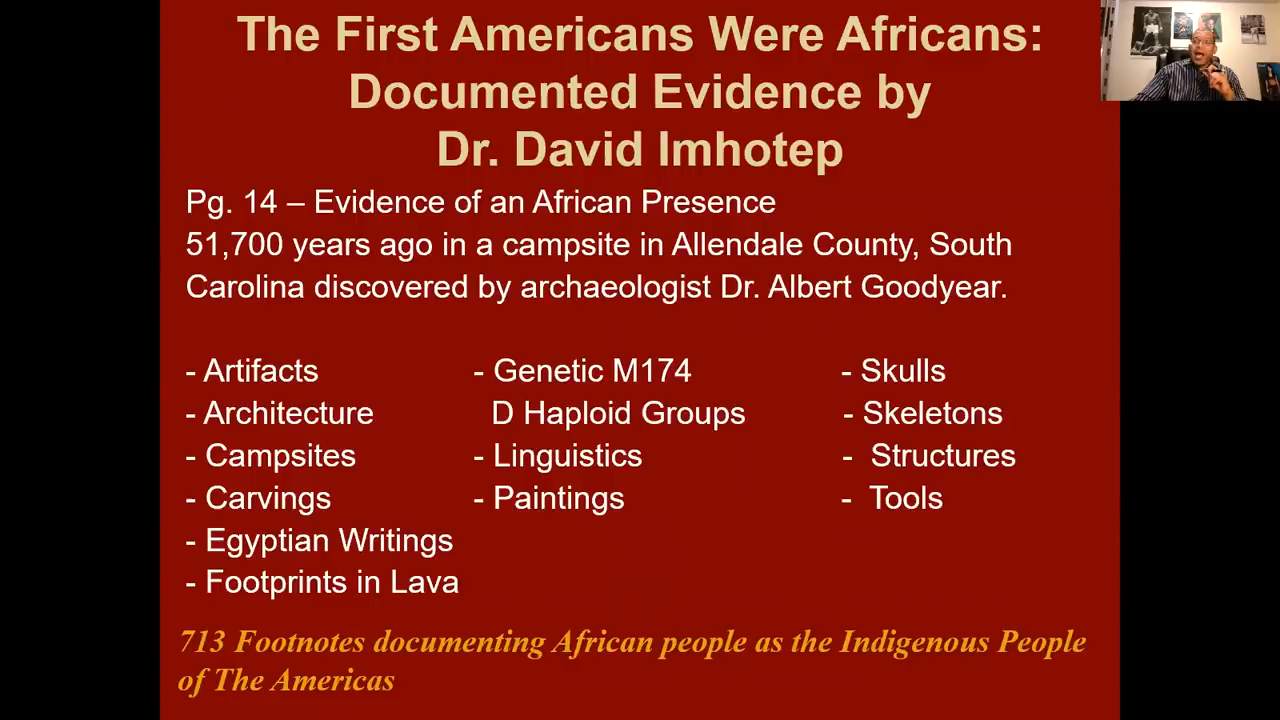 The First Americans Were Africans:
Documented Evidence by
Dr. David Imhotep
Pg. 14 – Evidence of an African Presence
51,700 years ago in a campsite in Allendale County, South
Carolina discovered by archaeologist Dr. Albert Goodyear.
- Artifacts
- Architecture
- Campsites
- Carvings
- Egyptian Writings
- Footprints in Lava
- Genetic M174
D Haploid Groups
- Linguistics
- Paintings
- Skulls
- Skeletons
- Structures
- Tools
713 Footnotes documenting African people as the Indigenous People
of The Americas